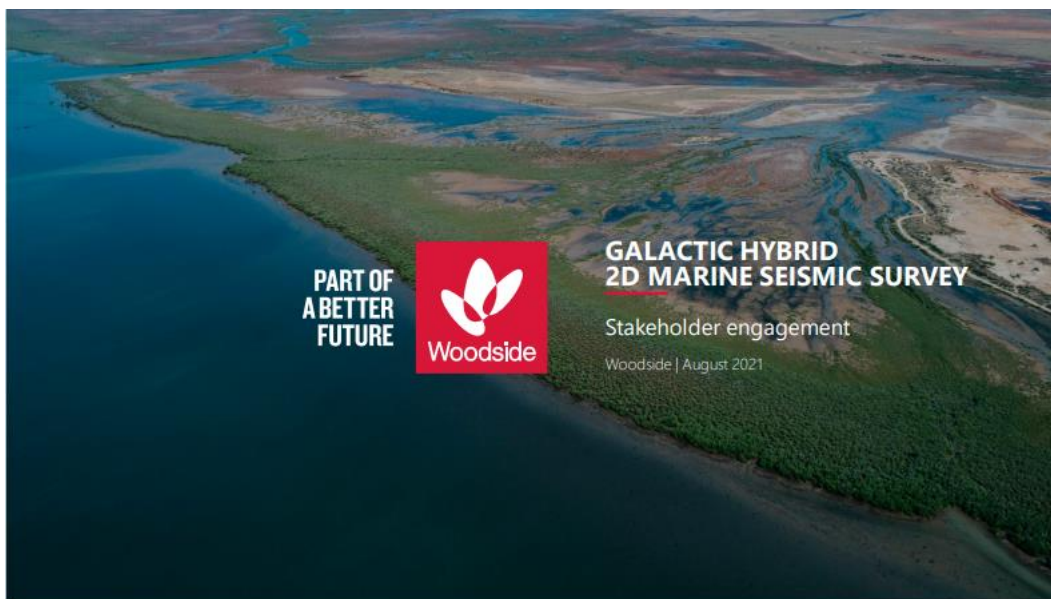 PART OF
A BETTER
FUTURE
Woodside
GALACTIC HYBRID
2D MARINE SEISMIC SURVEY
Stakeholder engagement
Woodside | August 2021